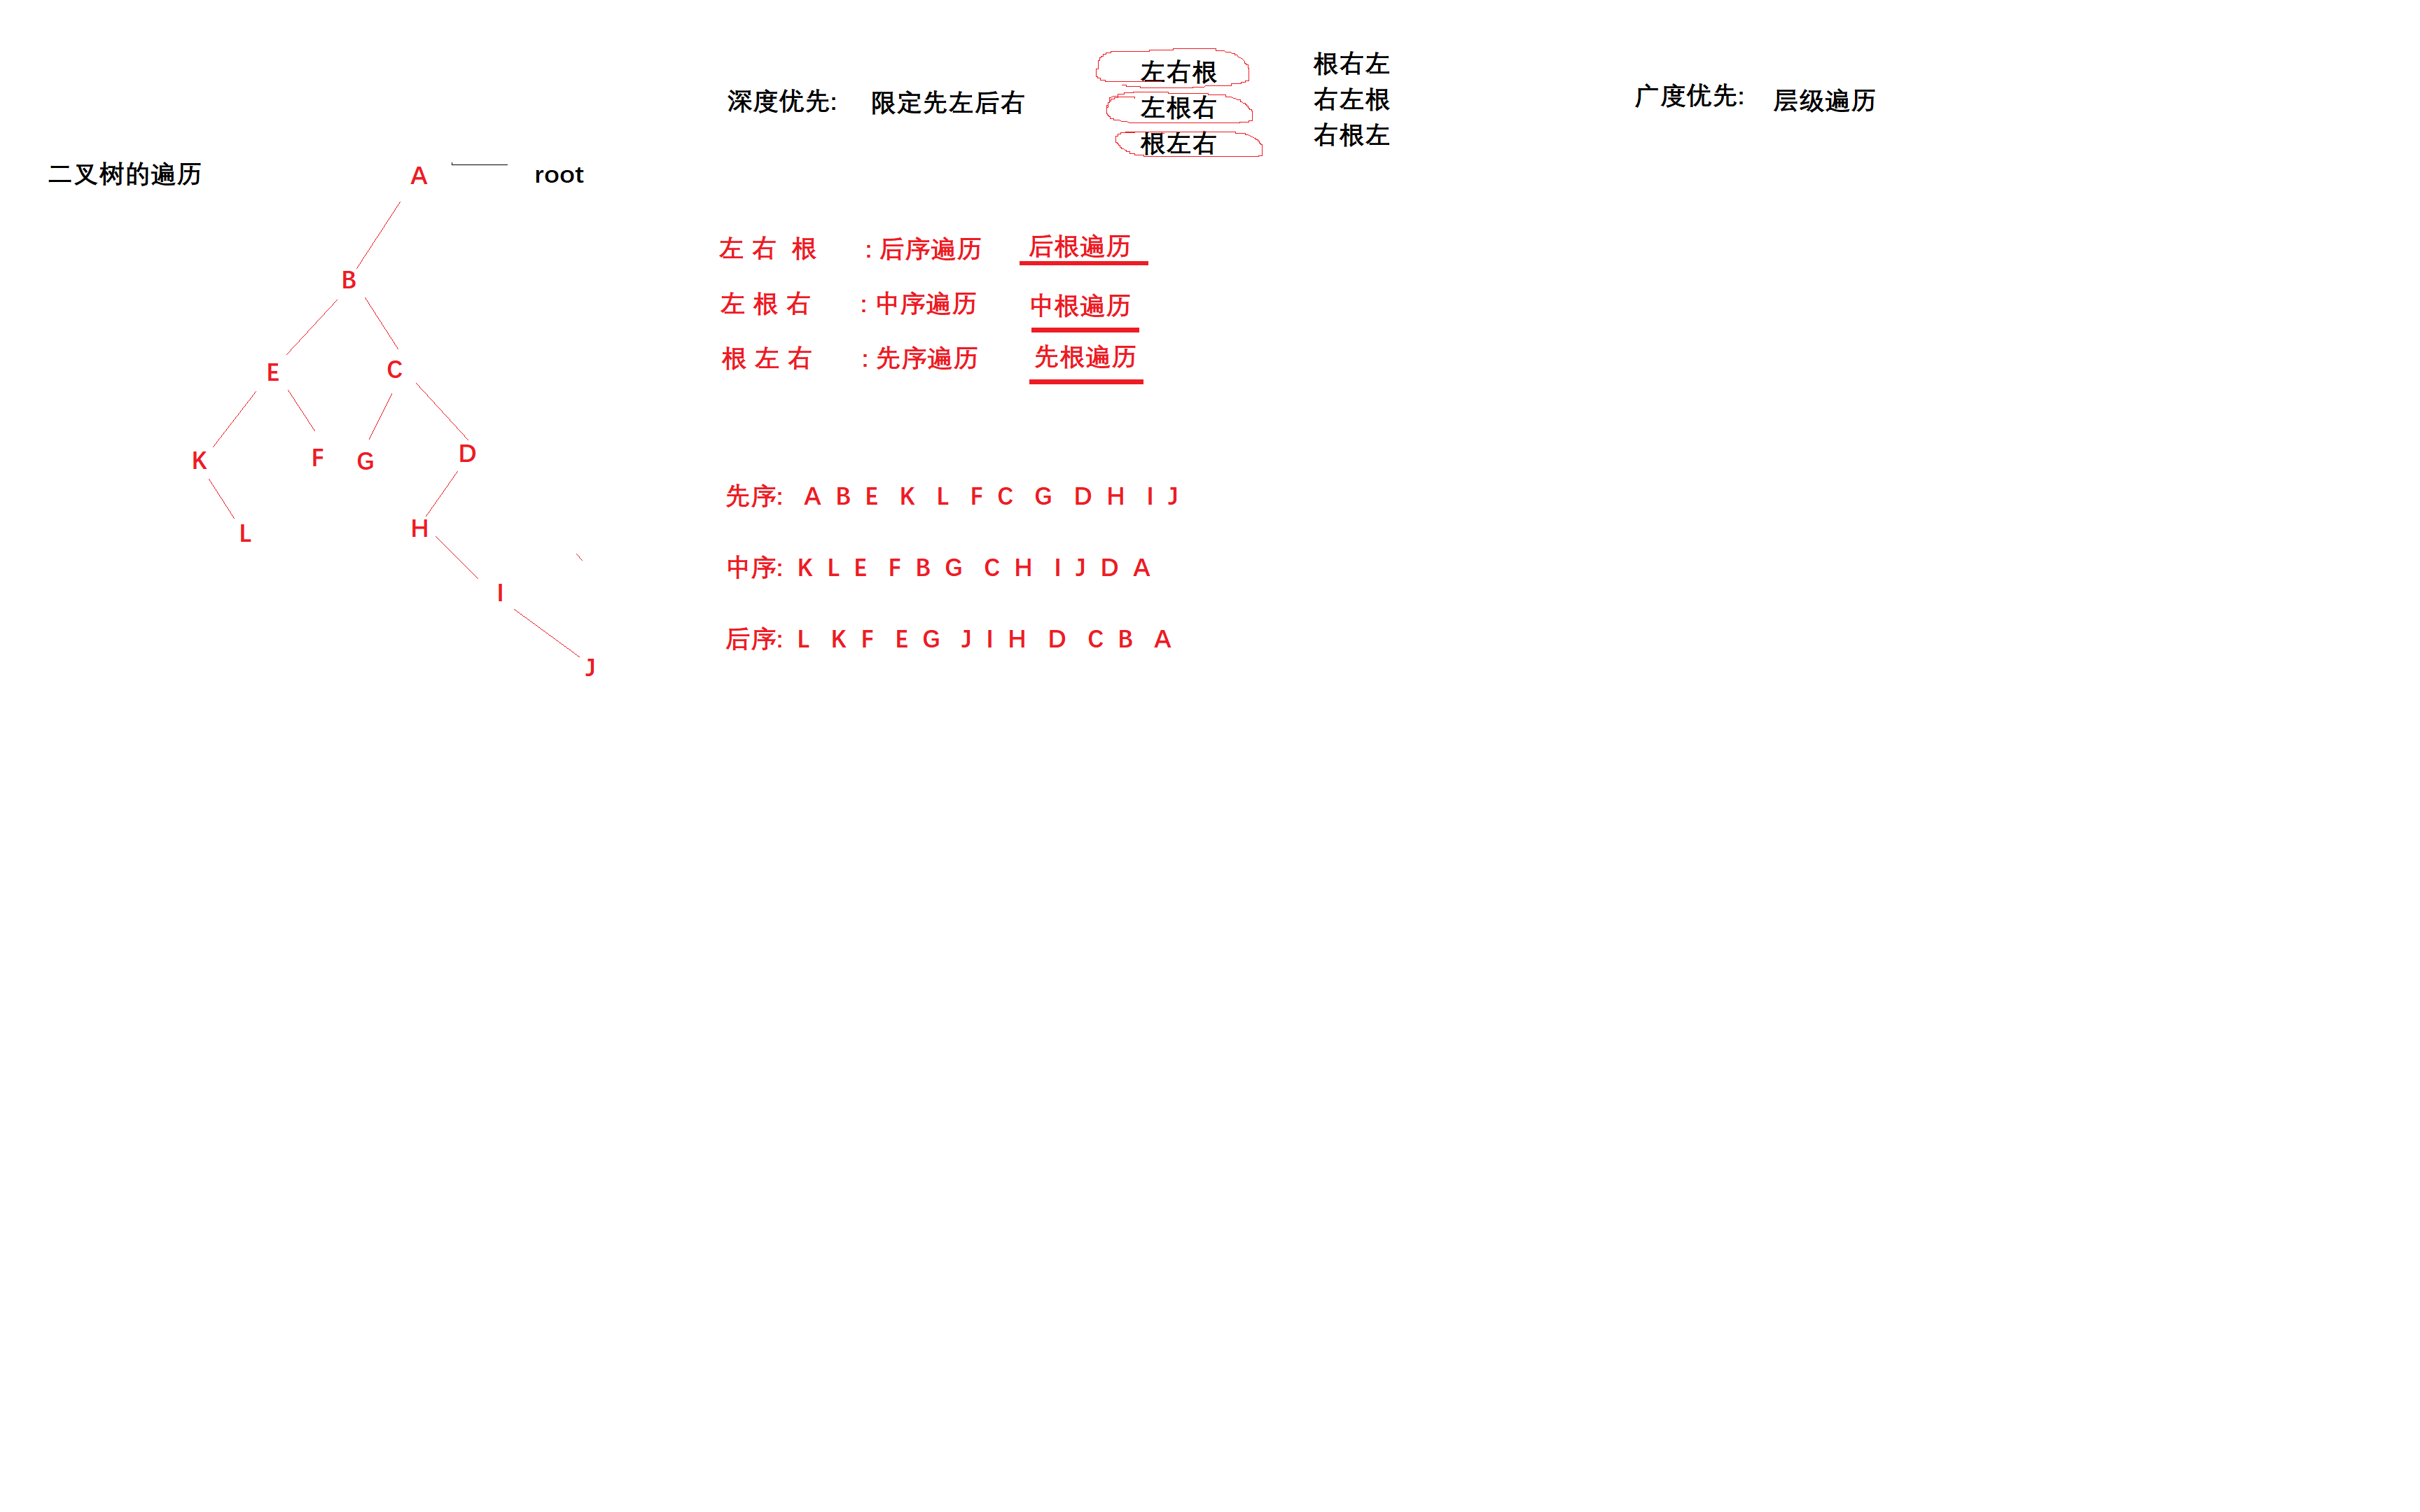 二叉树的遍历
A root
B
E C
K F G D
L H
I
J
深度优先: 限定先左后右
左右根
左根右
根左右
根右左
右左根
右根左
广度优先: 层级遍历
左 右 根 : 后序遍历 后根遍历
左 根 右 : 中序遍历 中根遍历
根 左 右 : 先序遍历 先根遍历
先序: A B E K L F C G D H I J
中序: K L E F B G C H I J D A
后序: L K F E G J I H D C B A